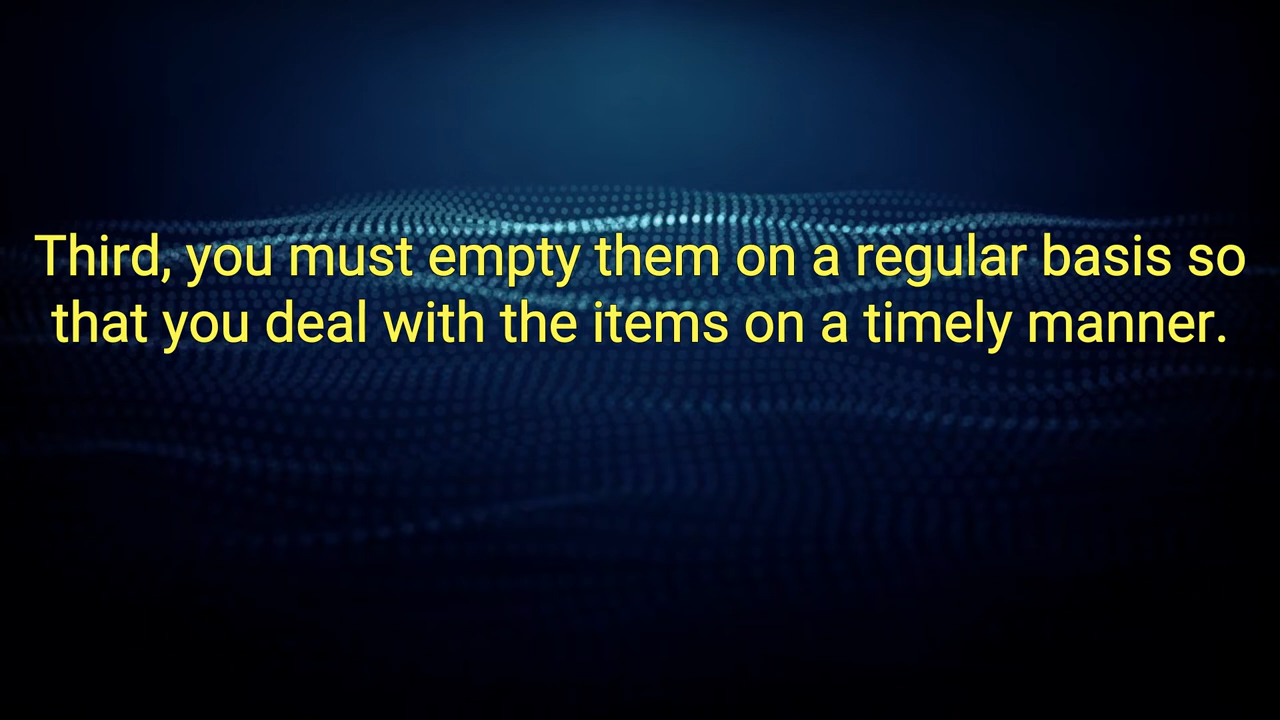 Third, you must empty them on a regular basis so
that you deal with the items on a timely manner.